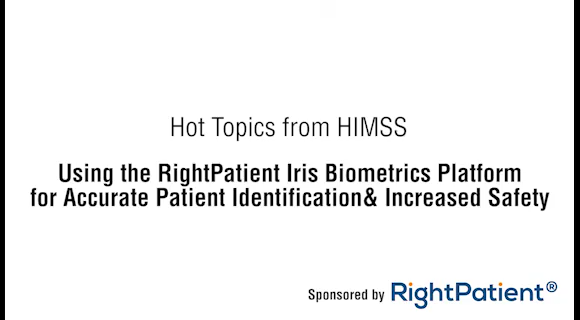 Hot Topics from HIMSS
Using the RightPatient Iris Biometrics Platform
for Accurate Patient Identification& Increased Safety
Sponsored by RightPatient®